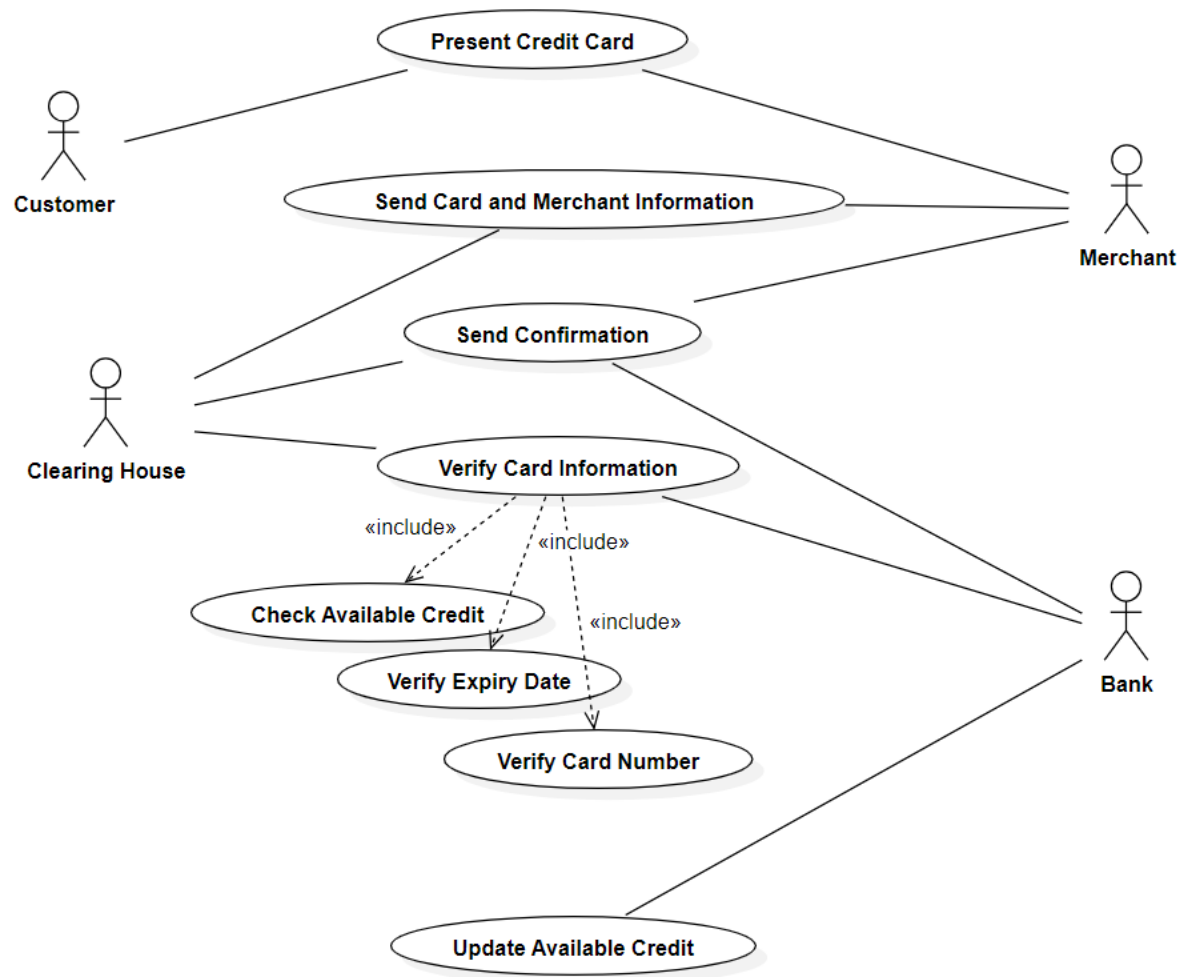 Present Credit Card
Customer
Send Card and Merchant Information
Merchant
Send Confirmation
Clearing House
Verify Card Information
«include»
«include»
Check Available Credit
«include»
Verify Expiry Date
Bank
Verify Card Number
Update Available Credit